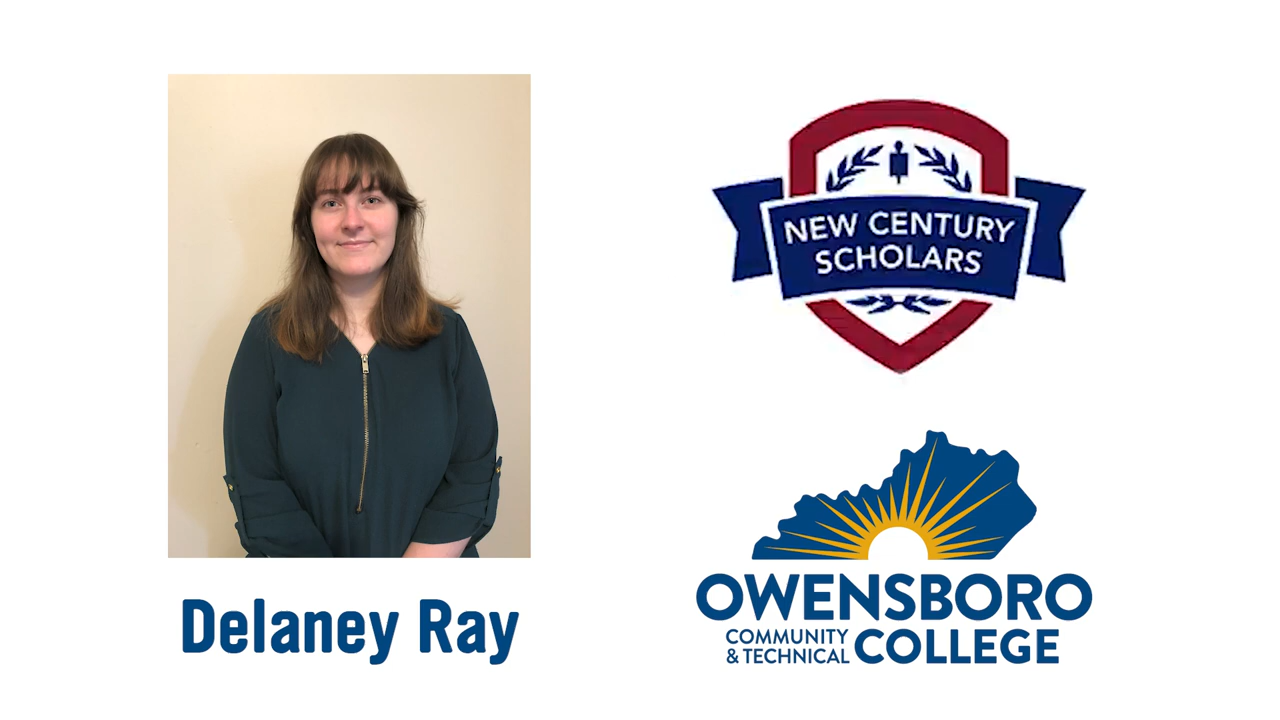 Delaney Ray
NEW CENTURY
SCHOLARS
OWENSBORO
COMMUNITY
& TECHNICAL
COLLEGE